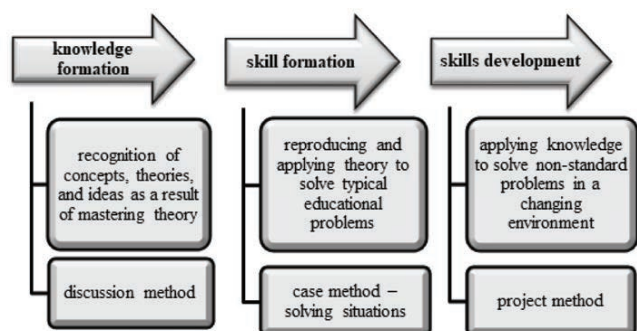 knowledge
formation
recognition of
concepts, theories,
and ideas as a result
of mastering theory
discussion method
skill formation
reproducing and
applying theory to
solve typical
educational
problems
case method –
solving situations
skills development
applying knowledge
to solve non-standard
problems in a
changing
environment
project method